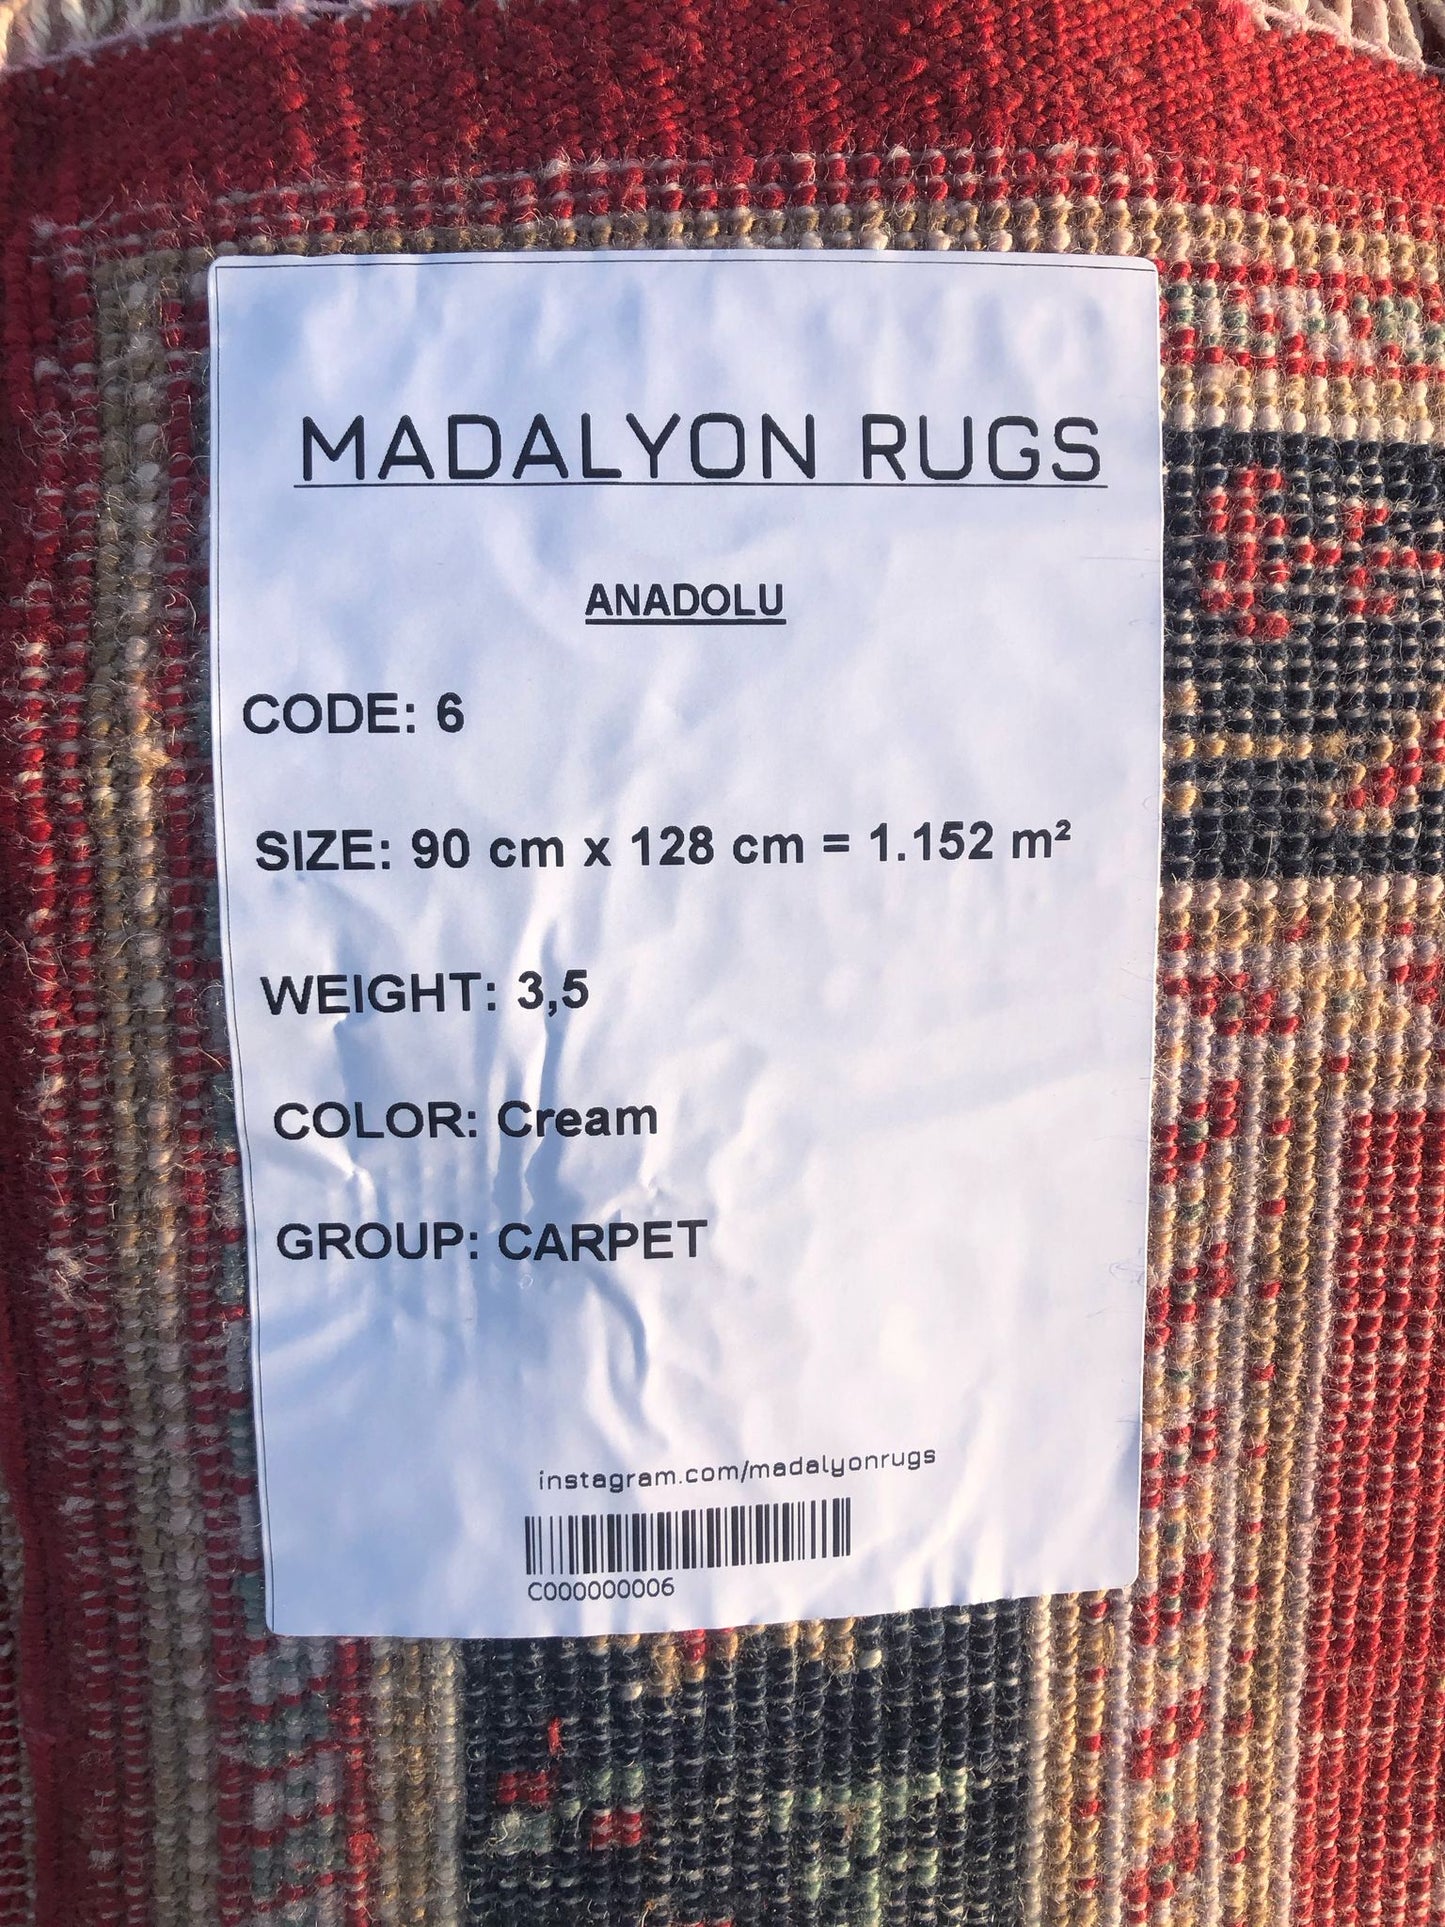 MADALYON RUGS
ANADOLU
CODE: 6
SIZE: 90 cm x 128 cm = 1.152 m²
WEIGHT: 3,5
COLOR: Cream
GROUP: CARPET
instagram.com/madalyonrugs
C000000006